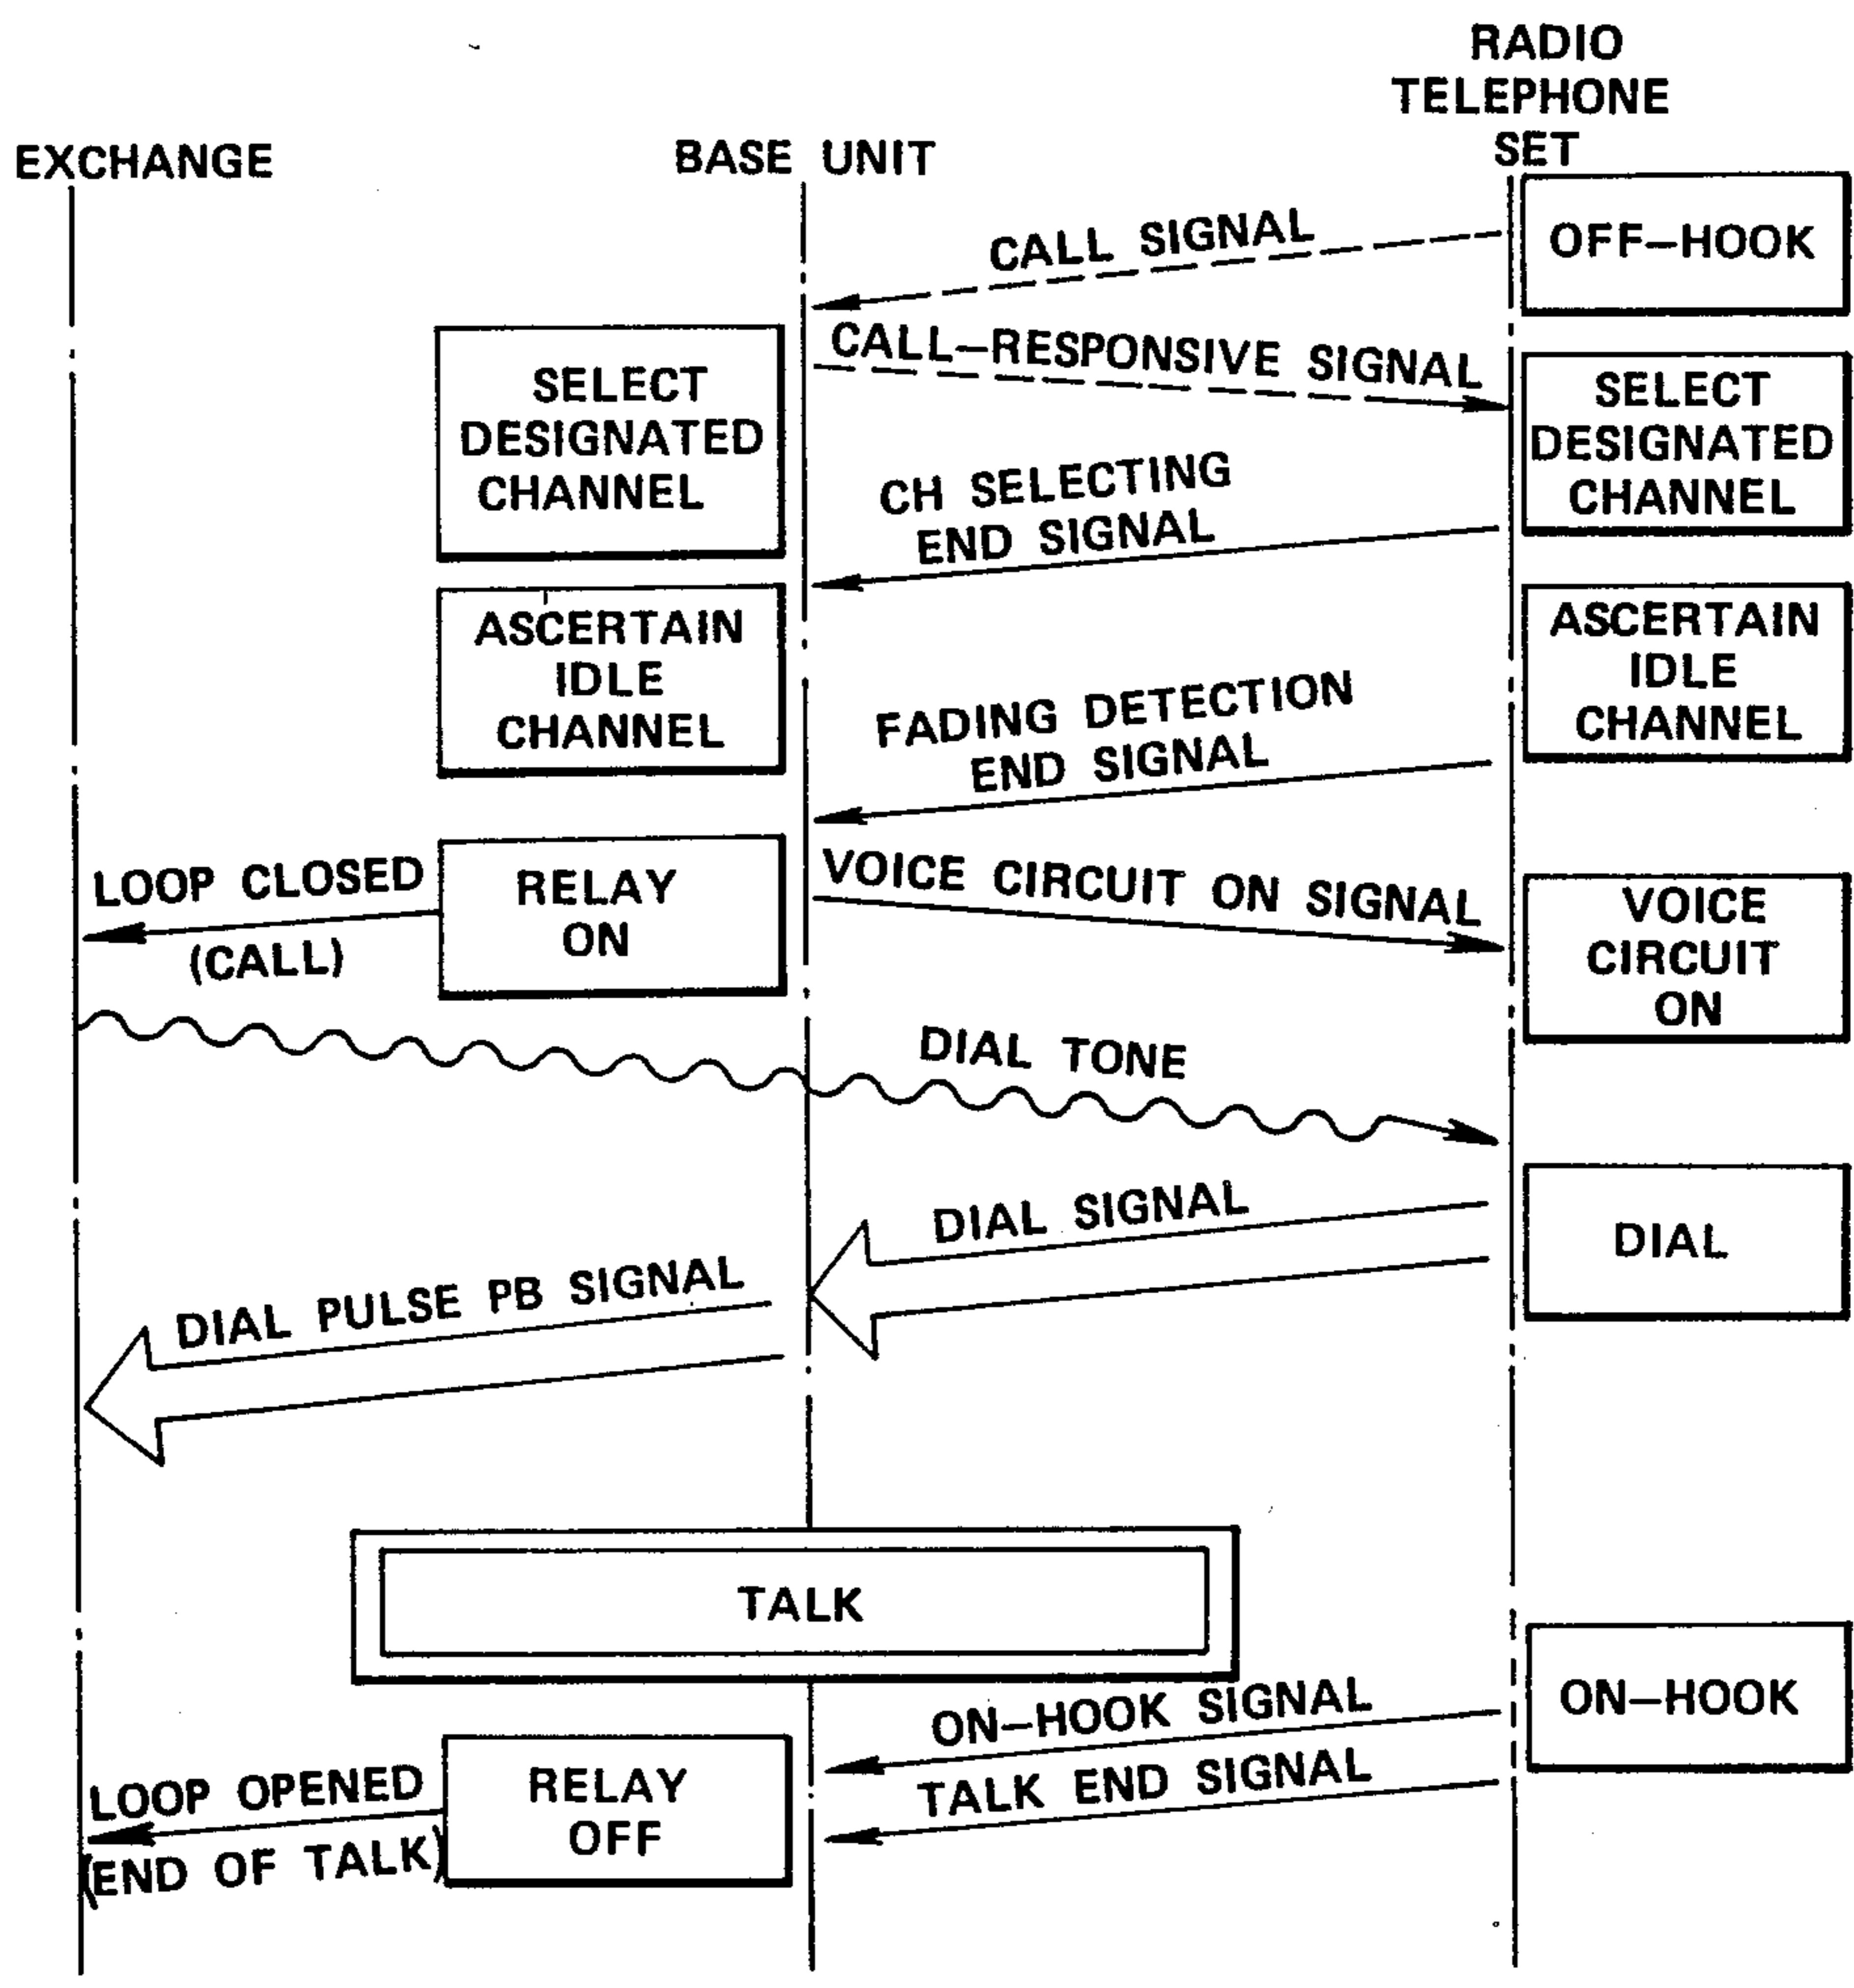 RADIO
TELEPHONE
SET
EXCHANGE
BASE UNIT
OFF-HOOK
CALL SIGNAL
CALL-RESPONSIVE SIGNAL
SELECT
DESIGNATED
CHANNEL
SELECT
DESIGNATED
CHANNEL
CH SELECTING
END SIGNAL
ASCERTAIN
IDLE
CHANNEL
ASCERTAIN
IDLE
CHANNEL
FADING DETECTION
END SIGNAL
LOOP CLOSED
(CALL)
RELAY
ON
VOICE CIRCUIT ON SIGNAL
VOICE
CIRCUIT
ON
DIAL TONE
DIAL SIGNAL
DIAL
DIAL PULSE PB SIGNAL
TALK
ON-HOOK SIGNAL
ON-HOOK
TALK END SIGNAL
LOOP OPENED
(END OF TALK)
RELAY
OFF